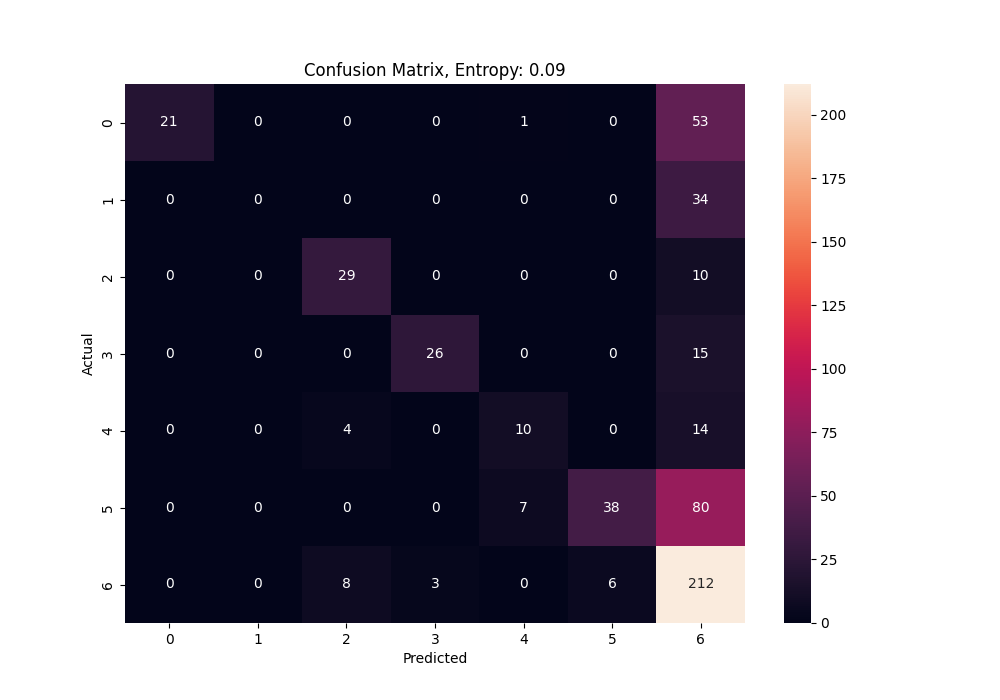 Confusion Matrix, Entropy: 0.09
Actual
0 21 0 0 0 1 0 53
1 0 0 0 0 0 0 34
2 0 0 29 0 0 0 10
3 0 0 0 26 0 0 15
4 0 0 4 0 10 0 14
5 0 0 0 0 7 38 80
6 0 0 8 3 0 6 212
0 1 2 3 4 5 6
Predicted
200
175
150
125
100
75
50
25
0